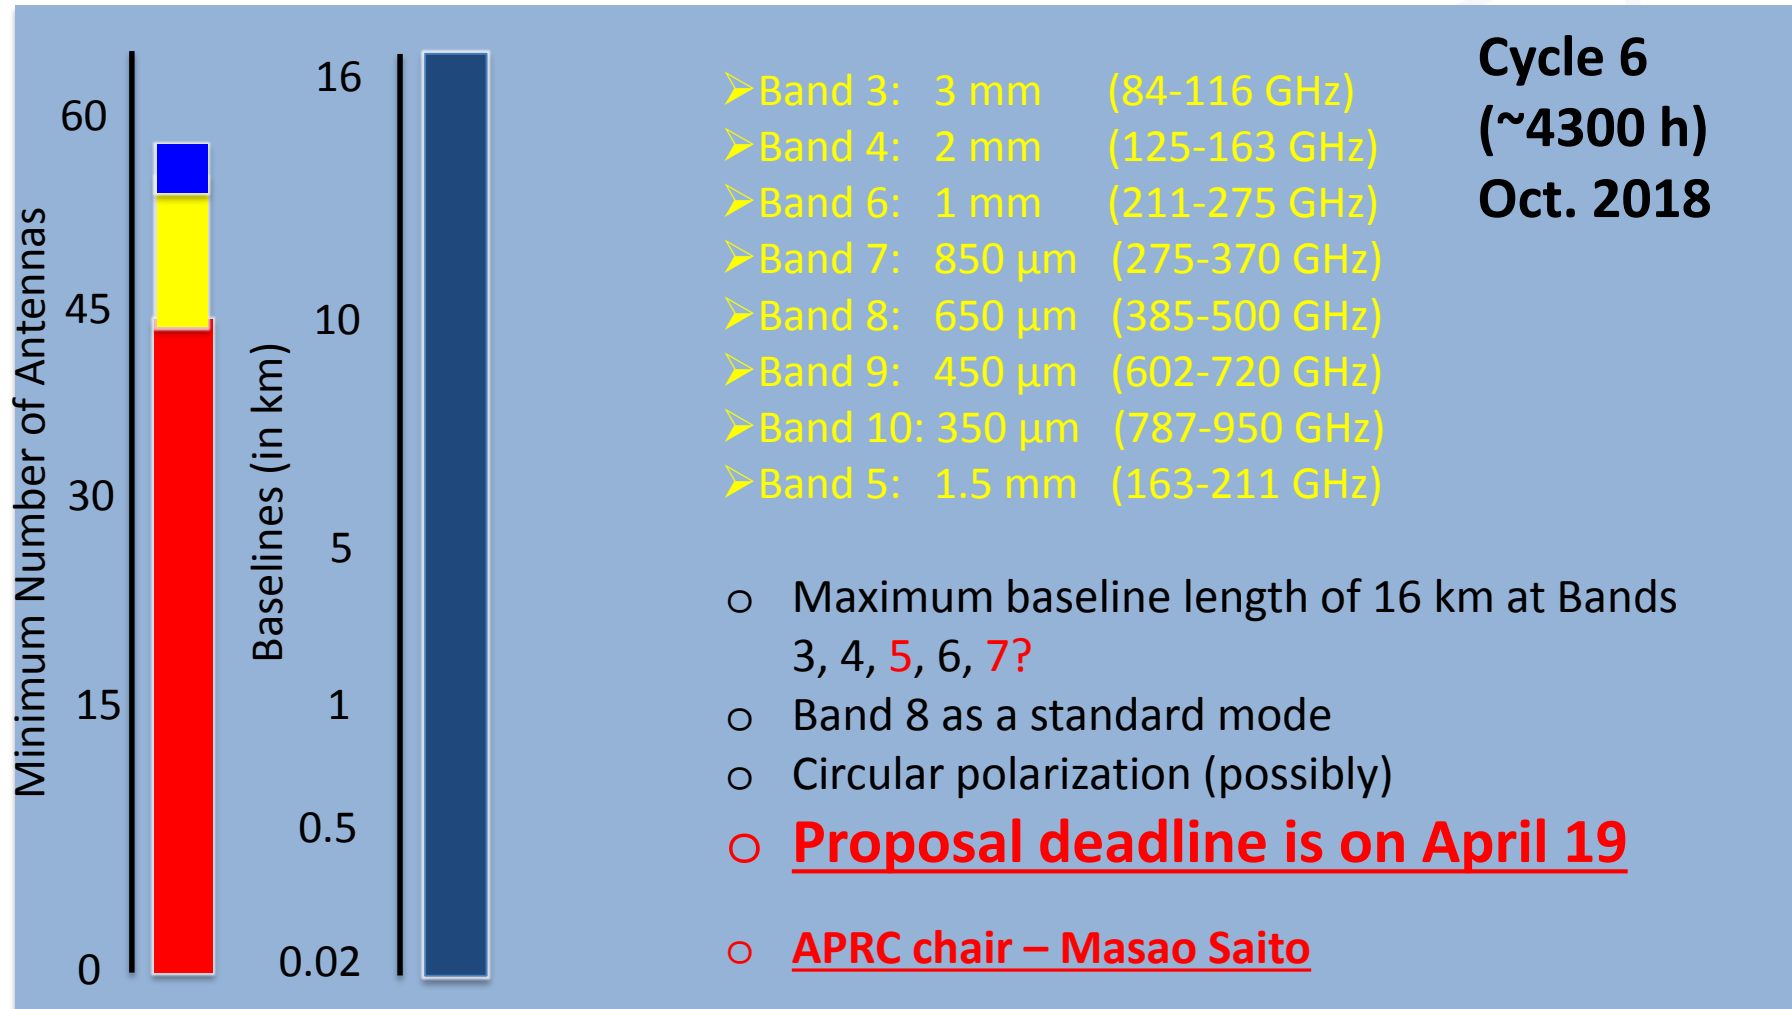 Minimum Number of Antennas
60
45
30
15
0
Baselines (in km)
16
10
5
1
0.5
0.02
➢Band 3: 3 mm (84-116 GHz)
➢Band 4: 2 mm (125-163 GHz)
➢Band 6: 1 mm (211-275 GHz)
➢Band 7: 850 µm (275-370 GHz)
➢Band 8: 650 µm (385-500 GHz)
➢Band 9: 450 µm (602-720 GHz)
➢Band 10: 350 µm (787-950 GHz)
➢Band 5: 1.5 mm (163-211 GHz)
Cycle 6
(~4300 h)
Oct. 2018
o Maximum baseline length of 16 km at Bands
3, 4, 5, 6, 7?
o Band 8 as a standard mode
o Circular polarization (possibly)
o Proposal deadline is on April 19
o APRC chair – Masao Saito